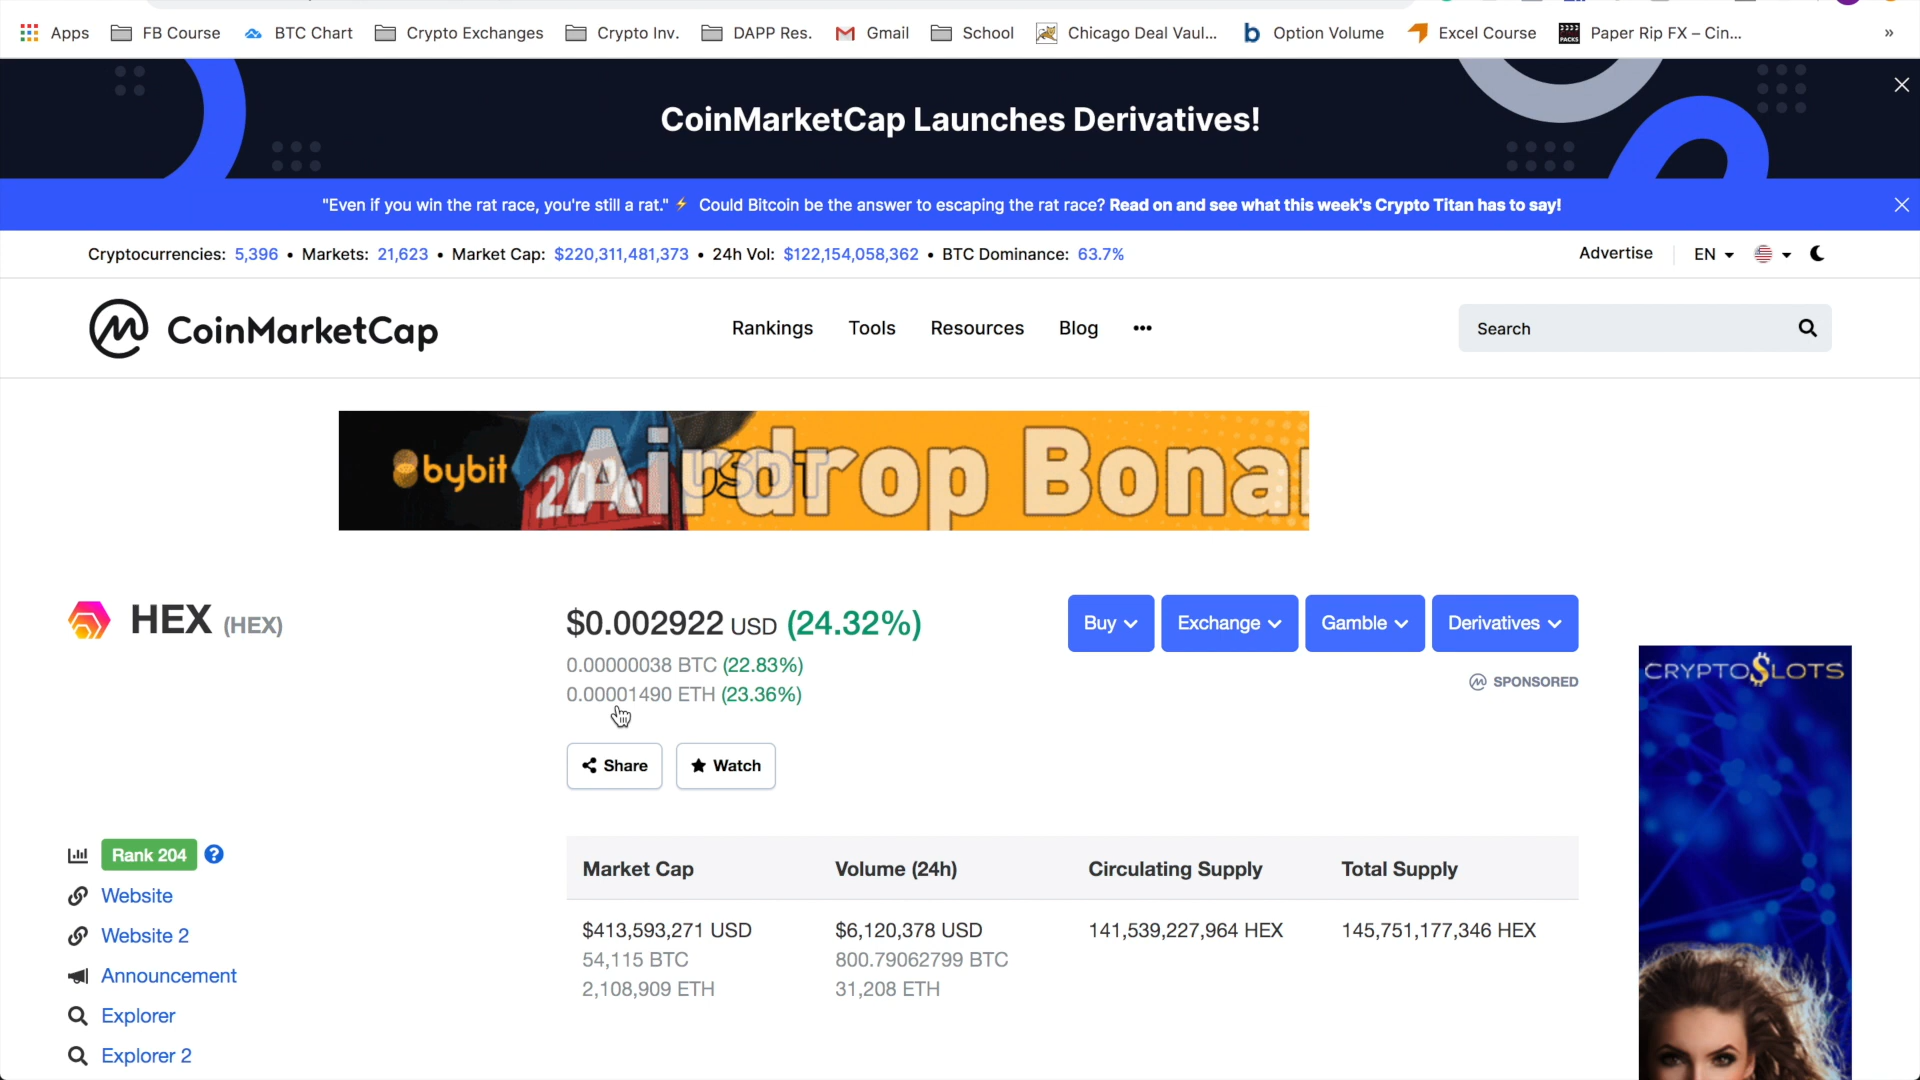 Apps FB Course BTC Chart Crypto Exchanges Crypto Inv. DAPP Res. Gmail School Chicago Deal Vaul... Option Volume Excel Course Paper Rip FX – Cin... »
CoinMarketCap Launches Derivatives!
"Even if you win the rat race, you're still a rat." ⚡ Could Bitcoin be the answer to escaping the rat race? Read on and see what this week's Crypto Titan has to say!
Cryptocurrencies: 5,396 • Markets: 21,623 • Market Cap: $220,311,481,373 • 24h Vol: $122,154,058,362 • BTC Dominance: 63.7% Advertise EN
CoinMarketCap Rankings Tools Resources Blog ••• Search
bybit 20% USDT Airdrop Bona
HEX (HEX) $0.002922 USD (24.32%) Buy Exchange Gamble Derivatives
0.00000038 BTC (22.83%)
0.00001490 ETH (23.36%)
SPONSORED
CRYPTO$LOTS
Share Watch
Rank 204 ?
Website
Website 2
Announcement
Explorer
Explorer 2
Market Cap Volume (24h) Circulating Supply Total Supply
$413,593,271 USD $6,120,378 USD 141,539,227,964 HEX 145,751,177,346 HEX
54,115 BTC 800.79062799 BTC
2,108,909 ETH 31,208 ETH